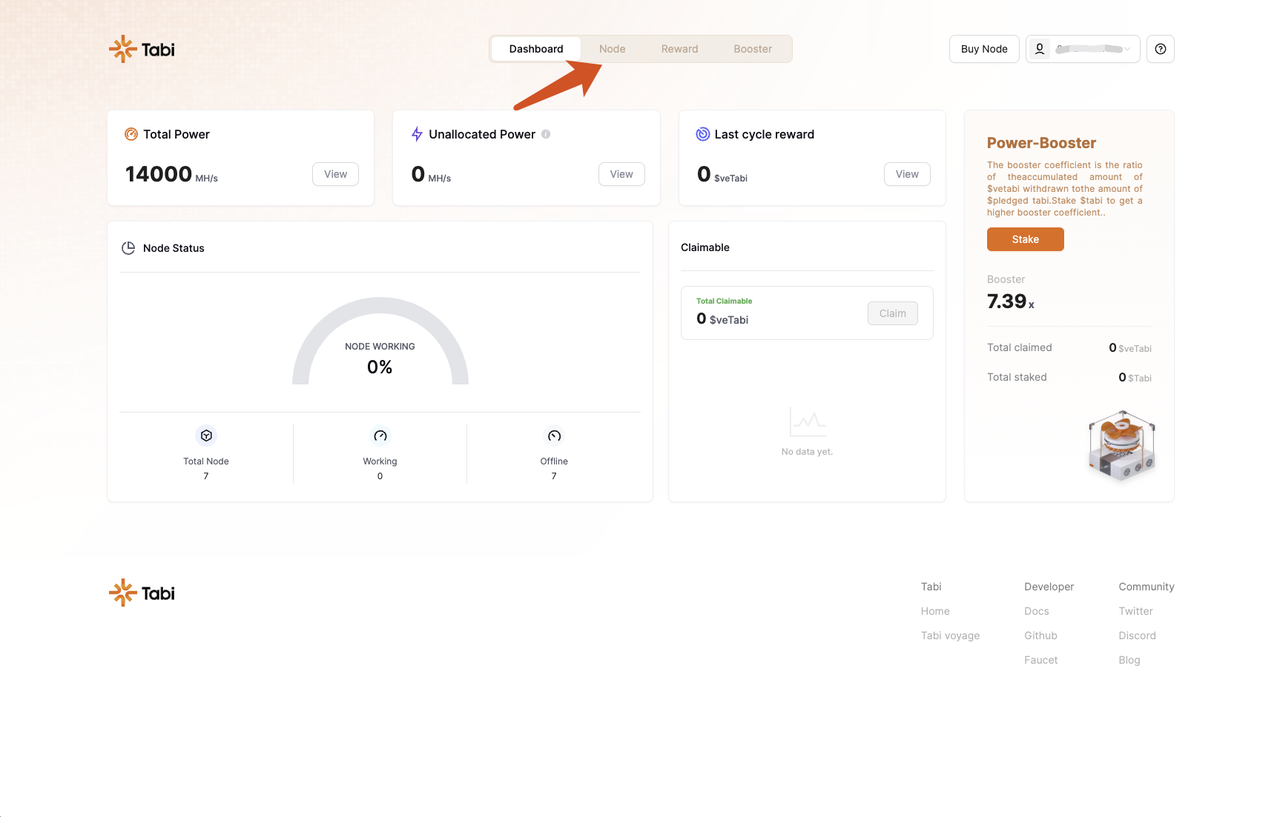 Tabi
Dashboard
Node
Reward
Booster
Buy Node
Total Power
14000 MH/s
View
Unallocated Power
0 MH/s
View
Last cycle reward
0 $veTabi
View
Power-Booster
The booster coefficient is the ratio
of theaccumulated amount of
$vetabi withdrawn tothe amount of
$pledged tabi.Stake $tabi to get a
higher booster coefficient..
Stake
Booster
7.39 x
Total claimed 0 $veTabi
Total staked 0 $Tabi
Node Status
NODE WORKING
0%
Total Node
7
Working
0
Offline
7
Claimable
Total Claimable
0 $veTabi
Claim
No data yet.
Tabi
Tabi
Home
Tabi voyage
Developer
Docs
Github
Faucet
Community
Twitter
Discord
Blog